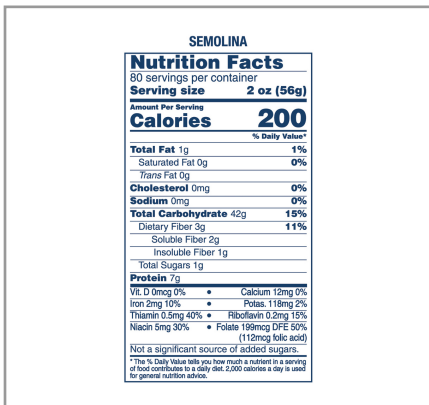 SEMOLINA
Nutrition Facts
80 servings per container
Serving size 2 oz (56g)
Amount Per Serving
Calories 200
% Daily Value*
Total Fat 1g 1%
Saturated Fat 0g 0%
Trans Fat 0g
Cholesterol 0mg 0%
Sodium 0mg 0%
Total Carbohydrate 42g 15%
Dietary Fiber 3g 11%
Soluble Fiber 2g
Insoluble Fiber 1g
Total Sugars 1g
Protein 7g
Vit. D 0mcg 0% • Calcium 12mg 0%
Iron 2mg 10% • Potas. 118mg 2%
Thiamin 0.5mg 40% • Riboflavin 0.2mg 15%
Niacin 5mg 30% • Folate 199mcg DFE 50%
(112mcg folic acid)
Not a significant source of added sugars.
* The % Daily Value tells you how much a nutrient in a serving
of food contributes to a daily diet. 2,000 calories a day is used
for general nutrition advice.